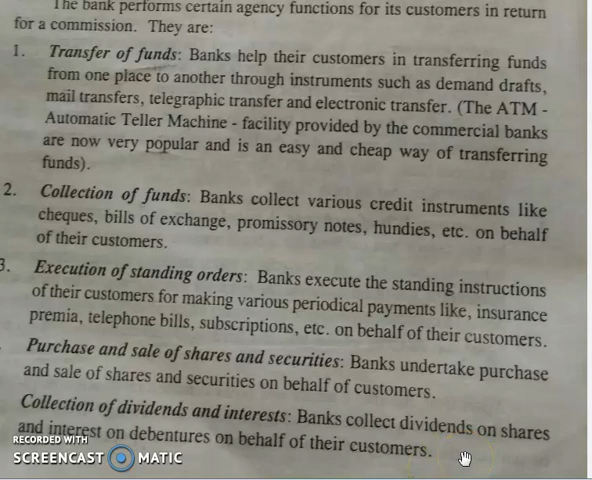 The bank performs certain agency functions for its customers in return
for a commission. They are:
1. Transfer of funds: Banks help their customers in transferring funds
from one place to another through instruments such as demand drafts,
mail transfers, telegraphic transfer and electronic transfer. (The ATM -
Automatic Teller Machine - facility provided by the commercial banks
are now very popular and is an easy and cheap way of transferring
funds).
2. Collection of funds: Banks collect various credit instruments like
cheques, bills of exchange, promissory notes, hundies, etc. on behalf
of their customers.
3. Execution of standing orders: Banks execute the standing instructions
of their customers for making various periodical payments like, insurance
premia, telephone bills, subscriptions, etc. on behalf of their customers.
Purchase and sale of shares and securities: Banks undertake purchase
and sale of shares and securities on behalf of customers.
Collection of dividends and interests: Banks collect dividends on shares
and interest on debentures on behalf of their customers.
RECORDED WITH
SCREENCAST MATIC